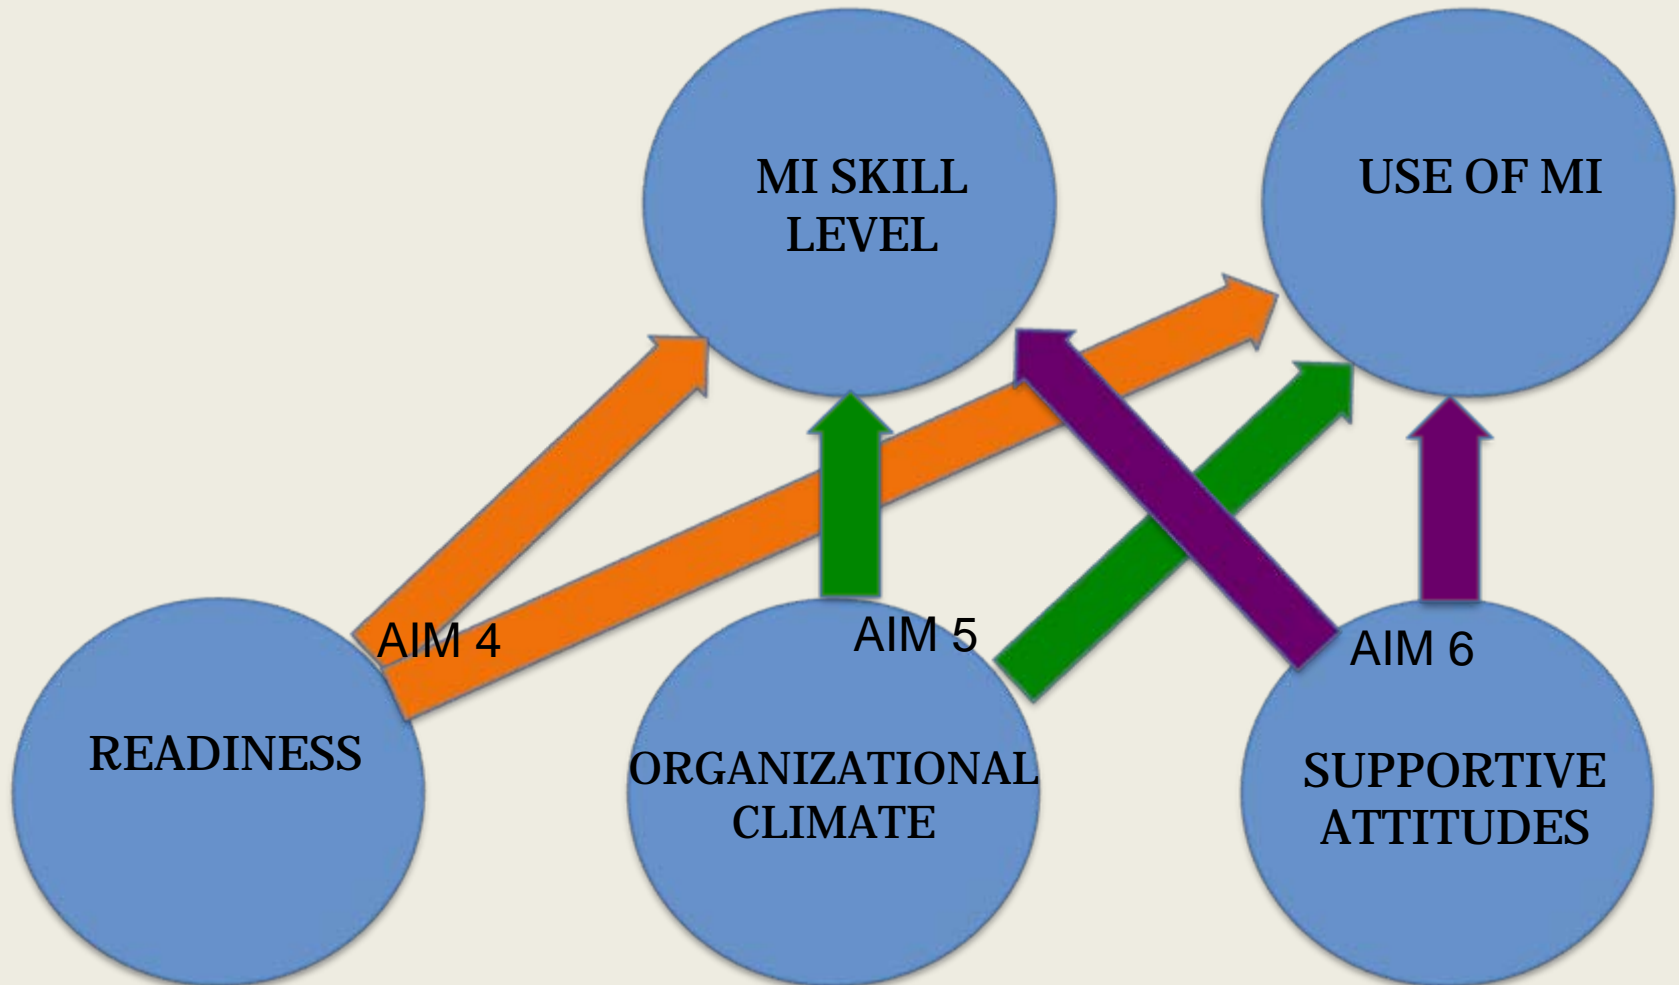 MI SKILL
LEVEL
USE OF MI
AIM 4
AIM 5
AIM 6
READINESS
ORGANIZATIONAL
CLIMATE
SUPPORTIVE
ATTITUDES